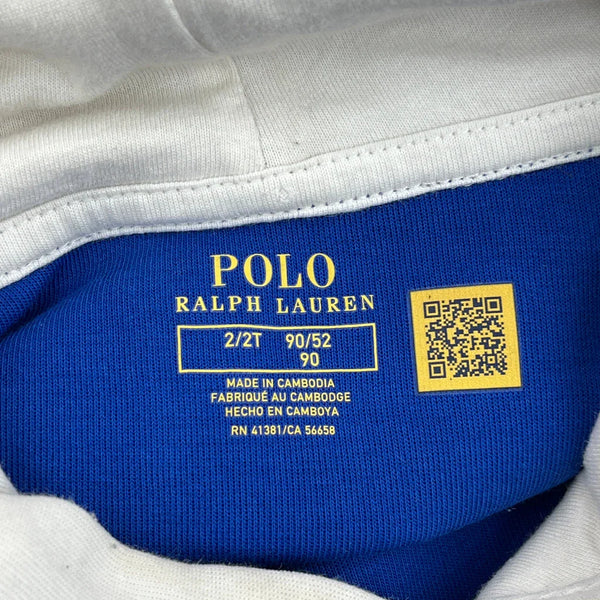 POLO
RALPH LAUREN
2/2T 90/52
90
MADE IN CAMBODIA
FABRIQUÉ AU CAMBODGE
HECHO EN CAMBOYA
RN 41381/CA 56658